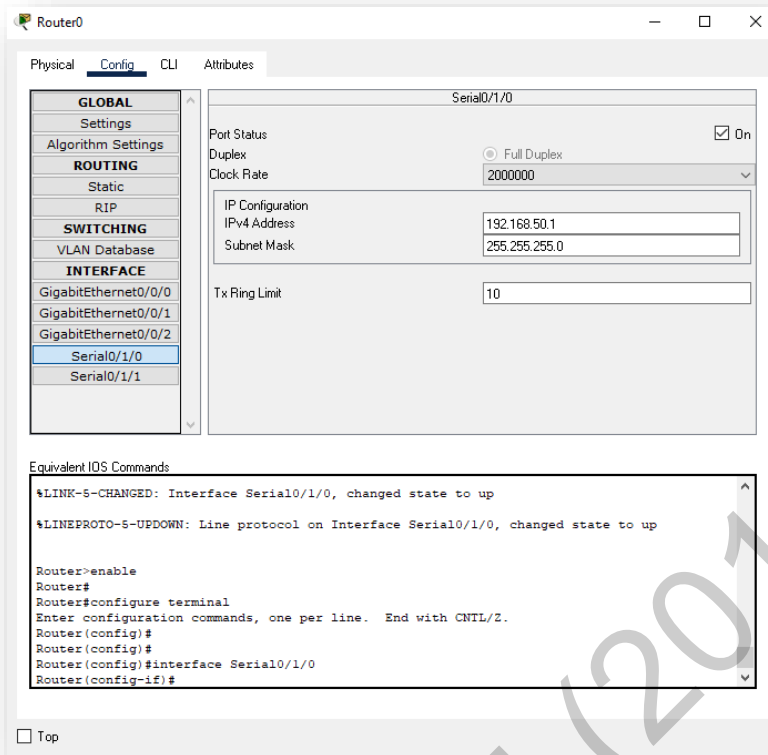 Router0
Physical Config CLI Attributes
GLOBAL
Settings
Algorithm Settings
ROUTING
Static
RIP
SWITCHING
VLAN Database
INTERFACE
GigabitEthernet0/0/0
GigabitEthernet0/0/1
GigabitEthernet0/0/2
Serial0/1/0
Serial0/1/1
Serial0/1/0
Port Status On
Duplex Full Duplex
Clock Rate 2000000
IP Configuration
IPv4 Address 192.168.50.1
Subnet Mask 255.255.255.0
Tx Ring Limit 10
Equivalent IOS Commands
%LINK-5-CHANGED: Interface Serial0/1/0, changed state to up
%LINEPROTO-5-UPDOWN: Line protocol on Interface Serial0/1/0, changed state to up
Router>enable
Router#
Router#configure terminal
Enter configuration commands, one per line. End with CNTL/Z.
Router(config)#
Router(config)#
Router(config)#interface Serial0/1/0
Router(config-if)#
Top
(201